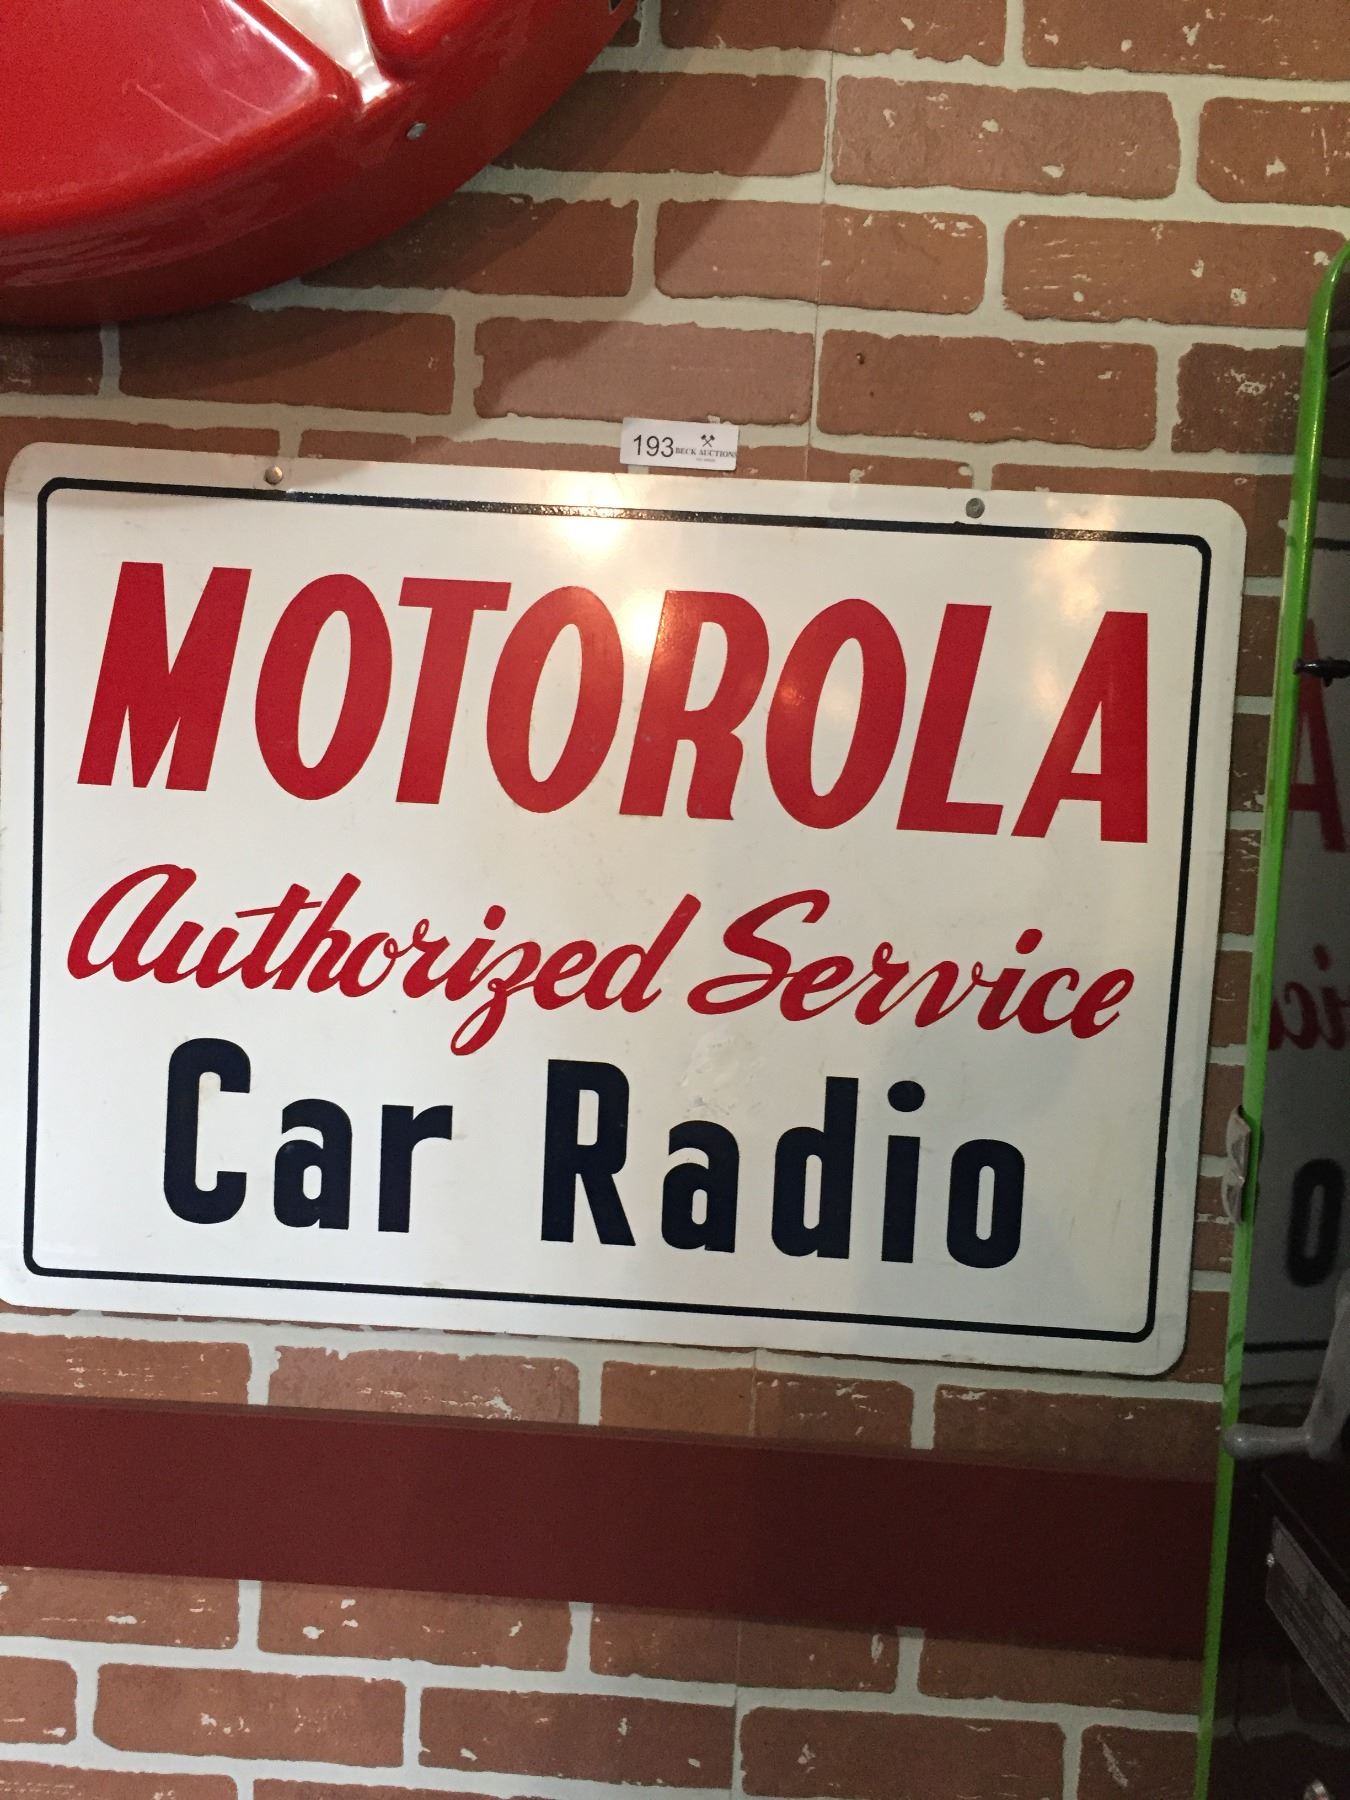 193 BECK AUCTIONS
MOTOROLA
Authorized Service
Car Radio